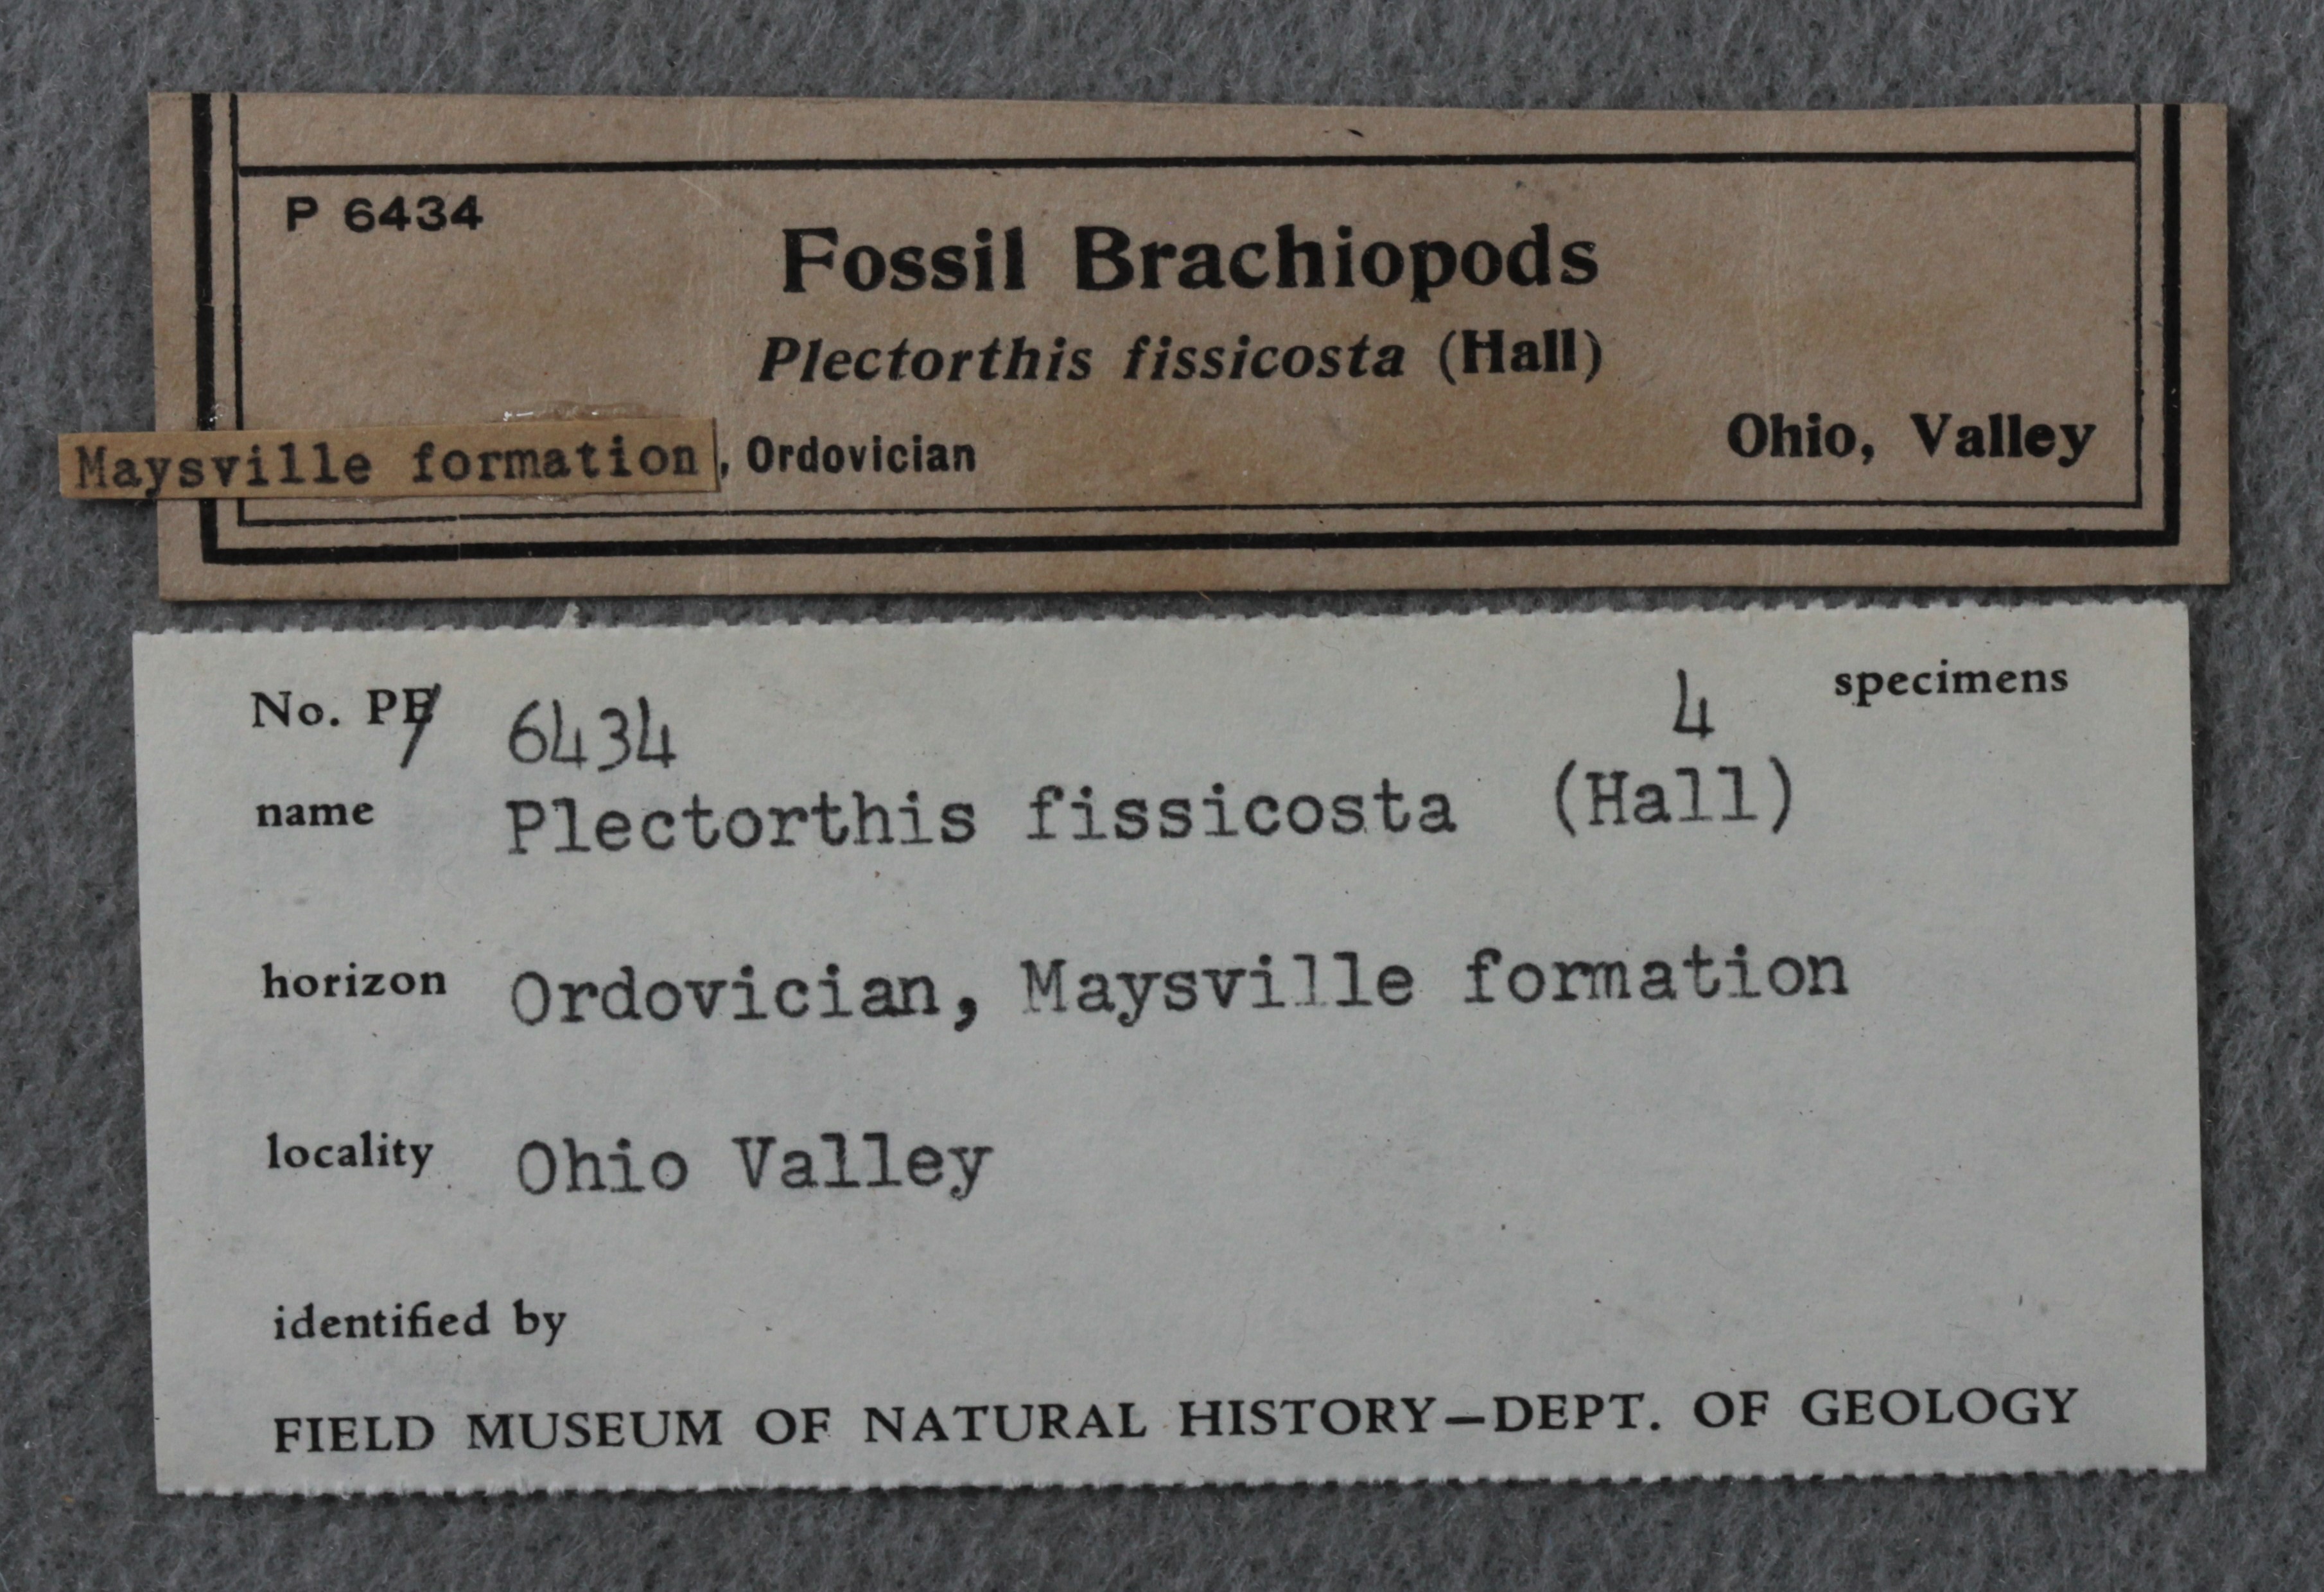 P 6434
Fossil Brachiopods
Plectorthis fissicosta (Hall)
Maysville formation, Ordovician
Ohio, Valley
No. PE 6434 4 specimens
name Plectorthis fissicosta (Hall)
horizon Ordovician, Maysville formation
locality Ohio Valley
identified by
FIELD MUSEUM OF NATURAL HISTORY—DEPT. OF GEOLOGY